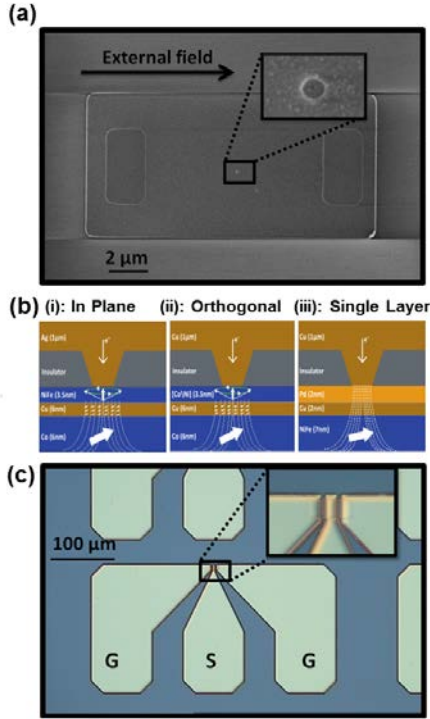 (a)
External field
2 µm
(b) (i): In Plane (ii): Orthogonal (iii): Single Layer
Ag (1µm) Cu (1µm) Cu (1µm)
e⁻ e⁻ e⁻
Insulator Insulator Insulator
NiFe (3.5nm) [Co\Ni] (3.3nm) Pd (2nm)
Cu (6nm) Cu (6nm) Cu (2nm)
Co (6nm) Co (6nm) NiFe (7nm)
(c)
100 µm
G S G